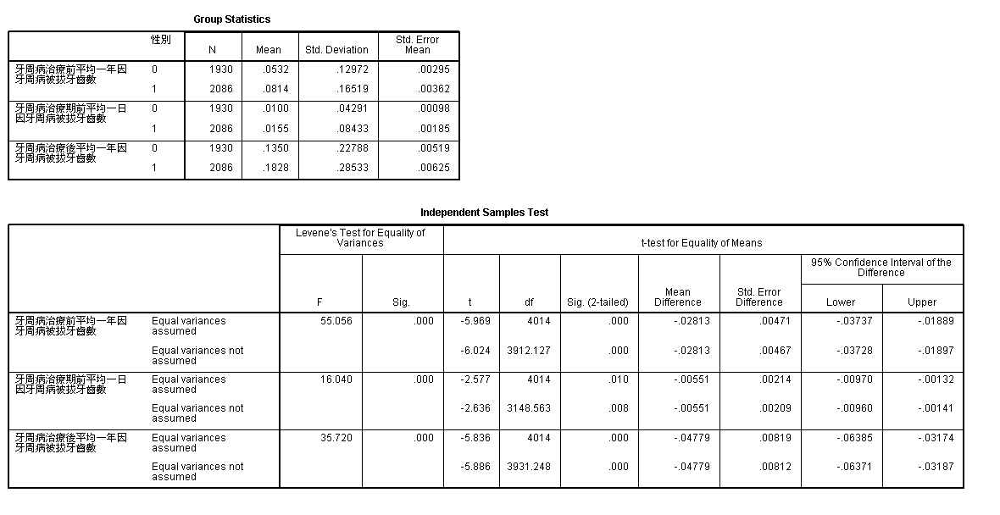 Group Statistics
性別 N Mean Std. Deviation Std. Error Mean
牙周病治療前平均一年因牙周病被拔牙齒數 0 1930 .0532 .12972 .00295
1 2086 .0814 .16519 .00362
牙周病治療期前平均一日因牙周病被拔牙齒數 0 1930 .0100 .04291 .00098
1 2086 .0155 .08433 .00185
牙周病治療後平均一年因牙周病被拔牙齒數 0 1930 .1350 .22788 .00519
1 2086 .1828 .28533 .00625
Independent Samples Test
Levene's Test for Equality of Variances t-test for Equality of Means
95% Confidence Interval of the Difference
F Sig. t df Sig. (2-tailed) Mean Difference Std. Error Difference Lower Upper
牙周病治療前平均一年因牙周病被拔牙齒數 Equal variances assumed 55.056 .000 -5.969 4014 .000 -.02813 .00471 -.03737 -.01889
Equal variances not assumed -6.024 3912.127 .000 -.02813 .00467 -.03728 -.01897
牙周病治療期前平均一日因牙周病被拔牙齒數 Equal variances assumed 16.040 .000 -2.577 4014 .010 -.00551 .00214 -.00970 -.00132
Equal variances not assumed -2.636 3148.563 .008 -.00551 .00209 -.00960 -.00141
牙周病治療後平均一年因牙周病被拔牙齒數 Equal variances assumed 35.720 .000 -5.836 4014 .000 -.04779 .00819 -.06385 -.03174
Equal variances not assumed -5.886 3931.248 .000 -.04779 .00812 -.06371 -.03187